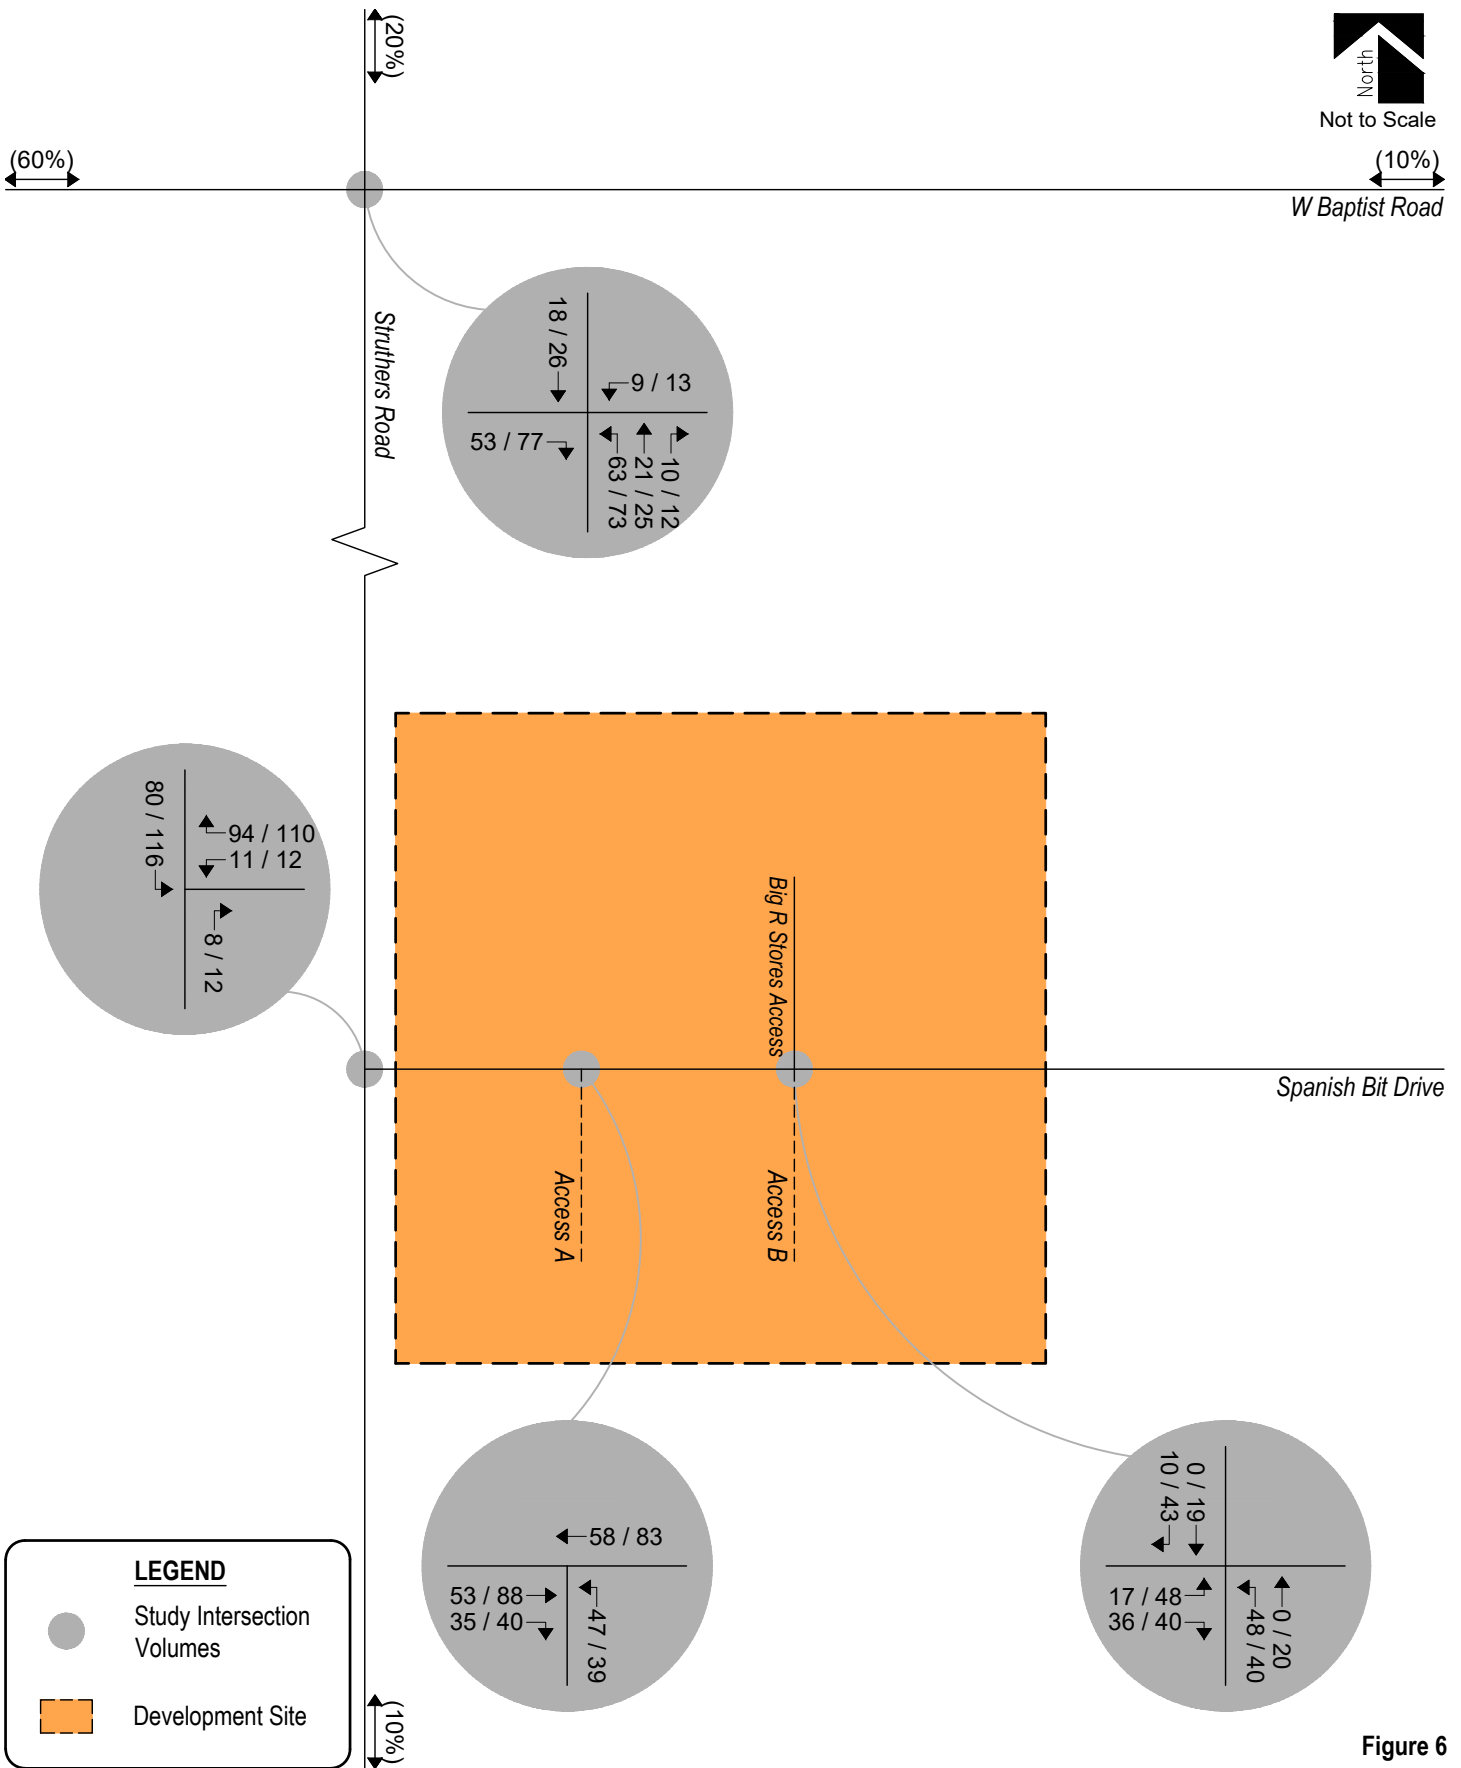 (20%)
North
Not to Scale
(60%)
(10%)
W Baptist Road
Struthers Road
18 / 26
9 / 13
53 / 77
63 / 73
21 / 25
10 / 12
80 / 116
94 / 110
11 / 12
8 / 12
Big R Stores Access
Spanish Bit Drive
Access A
Access B
58 / 83
53 / 88
35 / 40
47 / 39
10 / 43
0 / 19
17 / 48
36 / 40
48 / 40
0 / 20
LEGEND
Study Intersection
Volumes
Development Site
(10%)
Figure 6